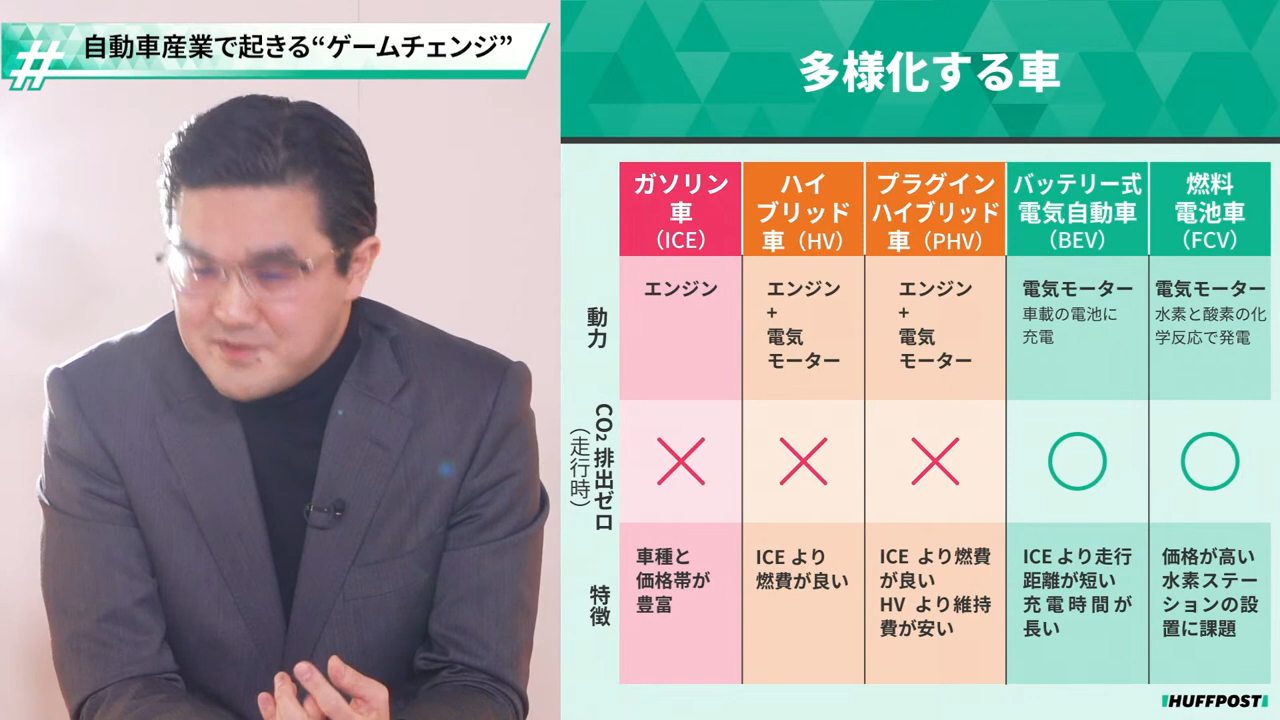 自動車産業で起きる“ゲームチェンジ”
#
多様化する車
ガソリン
車
（ICE）
ハイ
ブリッド
車（HV）
プラグイン
ハイブリッド
車（PHV）
バッテリー式
電気自動車
（BEV）
燃料
電池車
（FCV）
動力
エンジン
エンジン
+
電気
モーター
エンジン
+
電気
モーター
電気モーター
車載の電池に
充電
電気モーター
水素と酸素の化
学反応で発電
CO₂排出ゼロ
（走行時）
特徴
車種と
価格帯が
豊富
ICE より
燃費が良い
ICE より燃費
が良い
HV より維持
費が安い
ICE より走行
距離が短い
充電時間が
長い
価格が高い
水素ステー
ションの設
置に課題
HUFFPOST